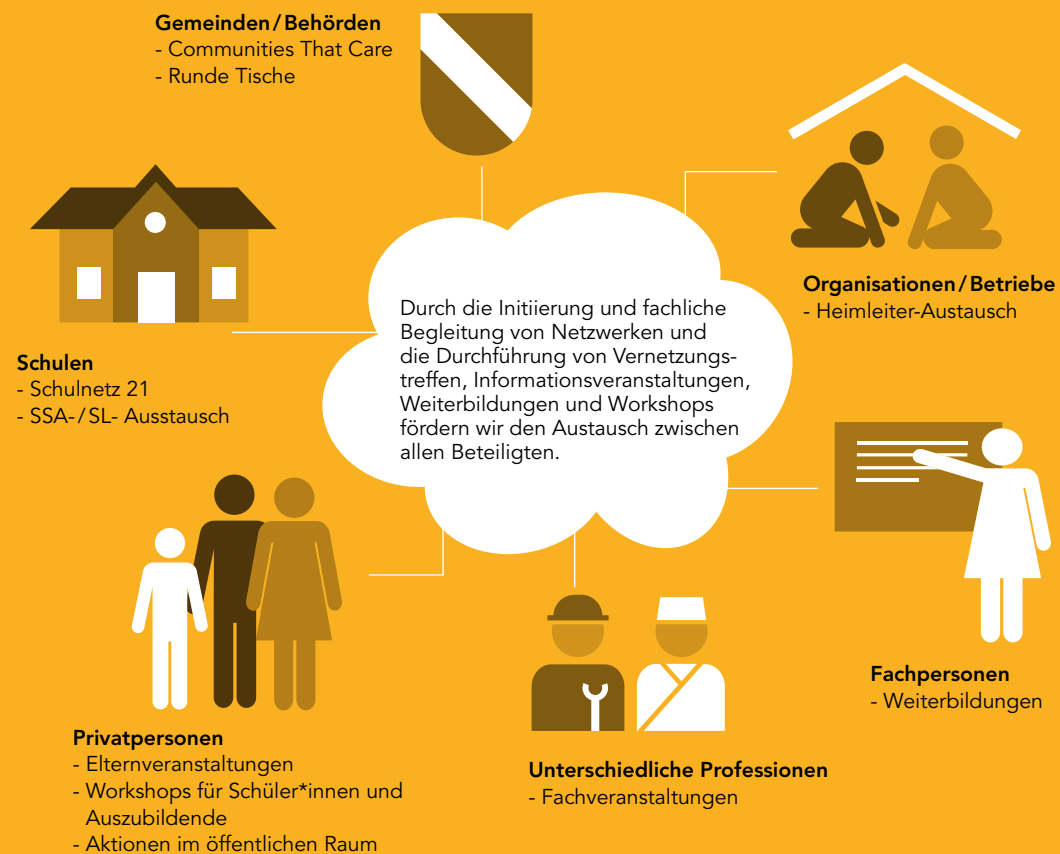 Gemeinden / Behörden
- Communities That Care
- Runde Tische
Organisationen / Betriebe
- Heimleiter-Austausch
Schulen
- Schulnetz 21
- SSA- / SL- Ausstausch
Durch die Initiierung und fachliche
Begleitung von Netzwerken und
die Durchführung von Vernetzungs-
treffen, Informationsveranstaltungen,
Weiterbildungen und Workshops
fördern wir den Austausch zwischen
allen Beteiligten.
Fachpersonen
- Weiterbildungen
Privatpersonen
- Elternveranstaltungen
- Workshops für Schüler*innen und
Auszubildende
- Aktionen im öffentlichen Raum
Unterschiedliche Professionen
- Fachveranstaltungen